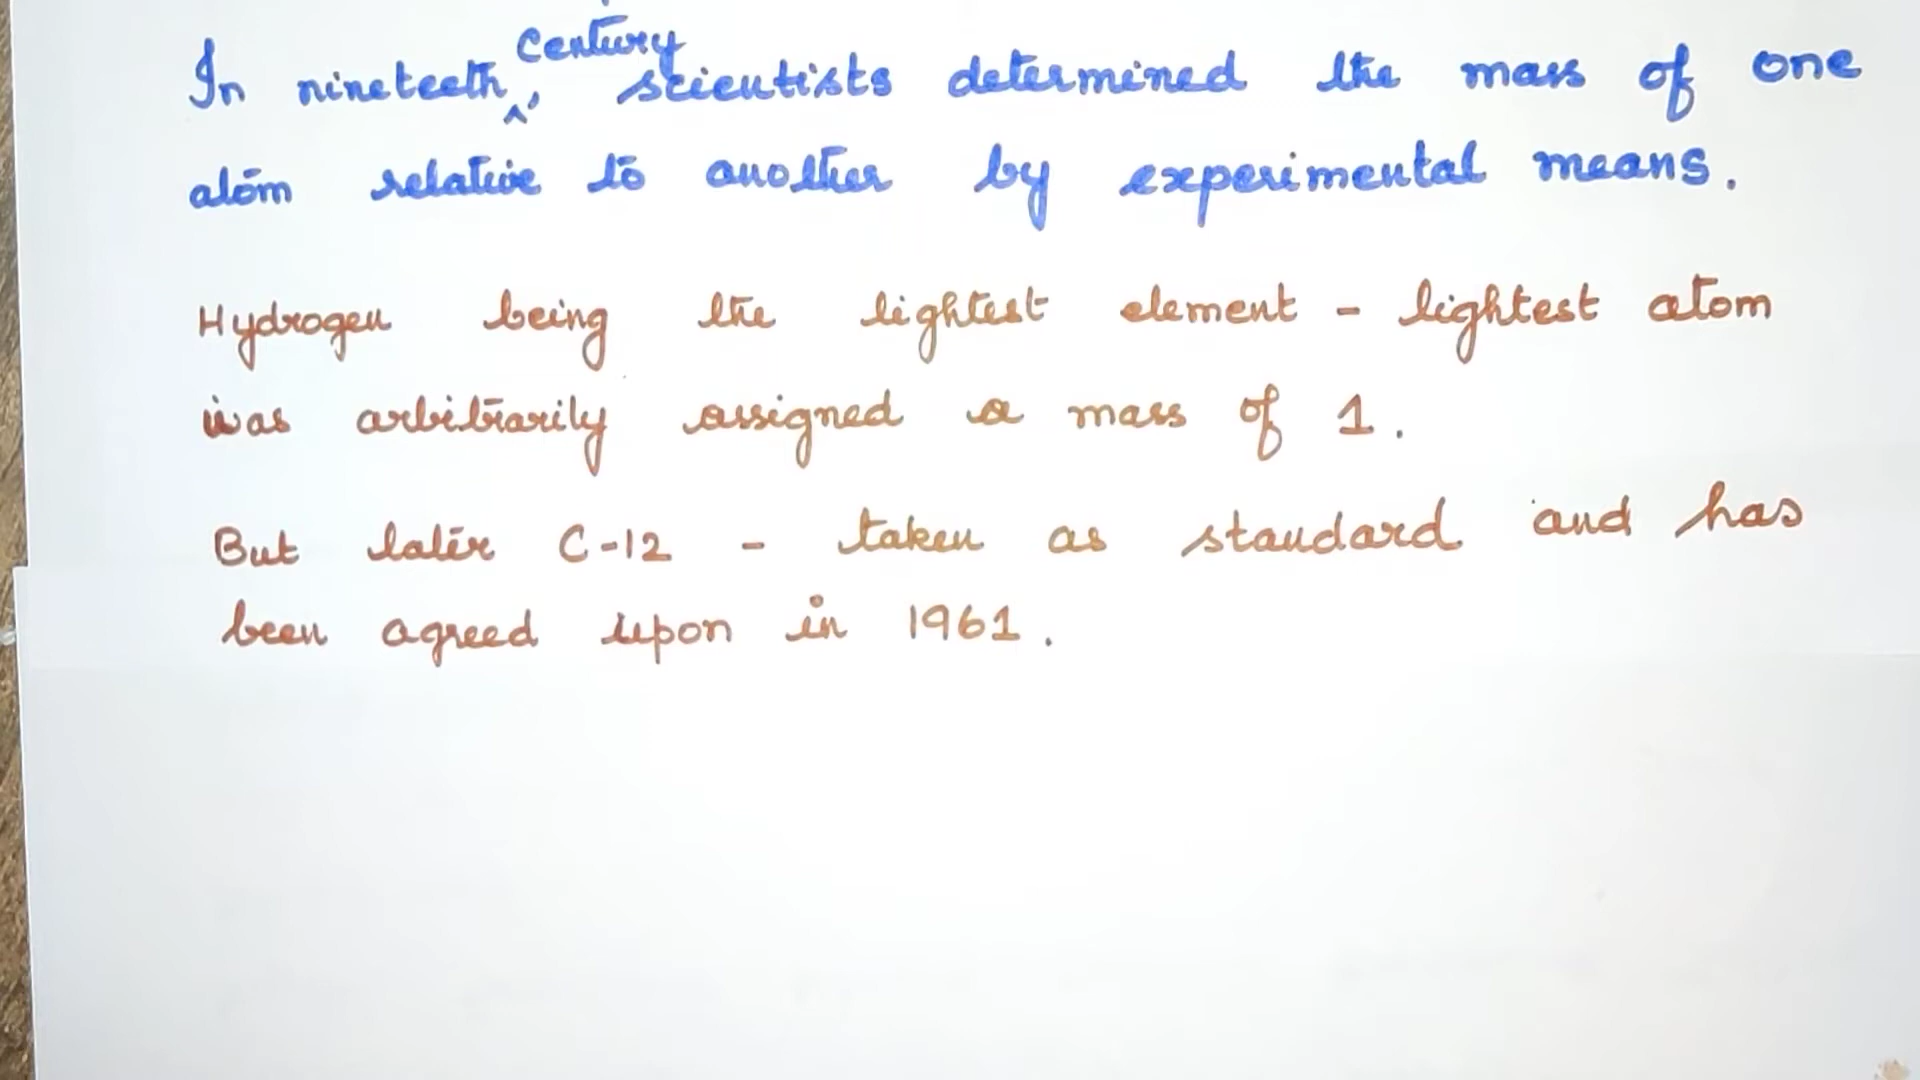 In nineteeth century, scientists determined the mass of one
atom relative to another by experimental means.
Hydrogen being the lightest element - lightest atom
was arbitrarily assigned a mass of 1.
But later C-12 - taken as standard and has
been agreed upon in 1961.